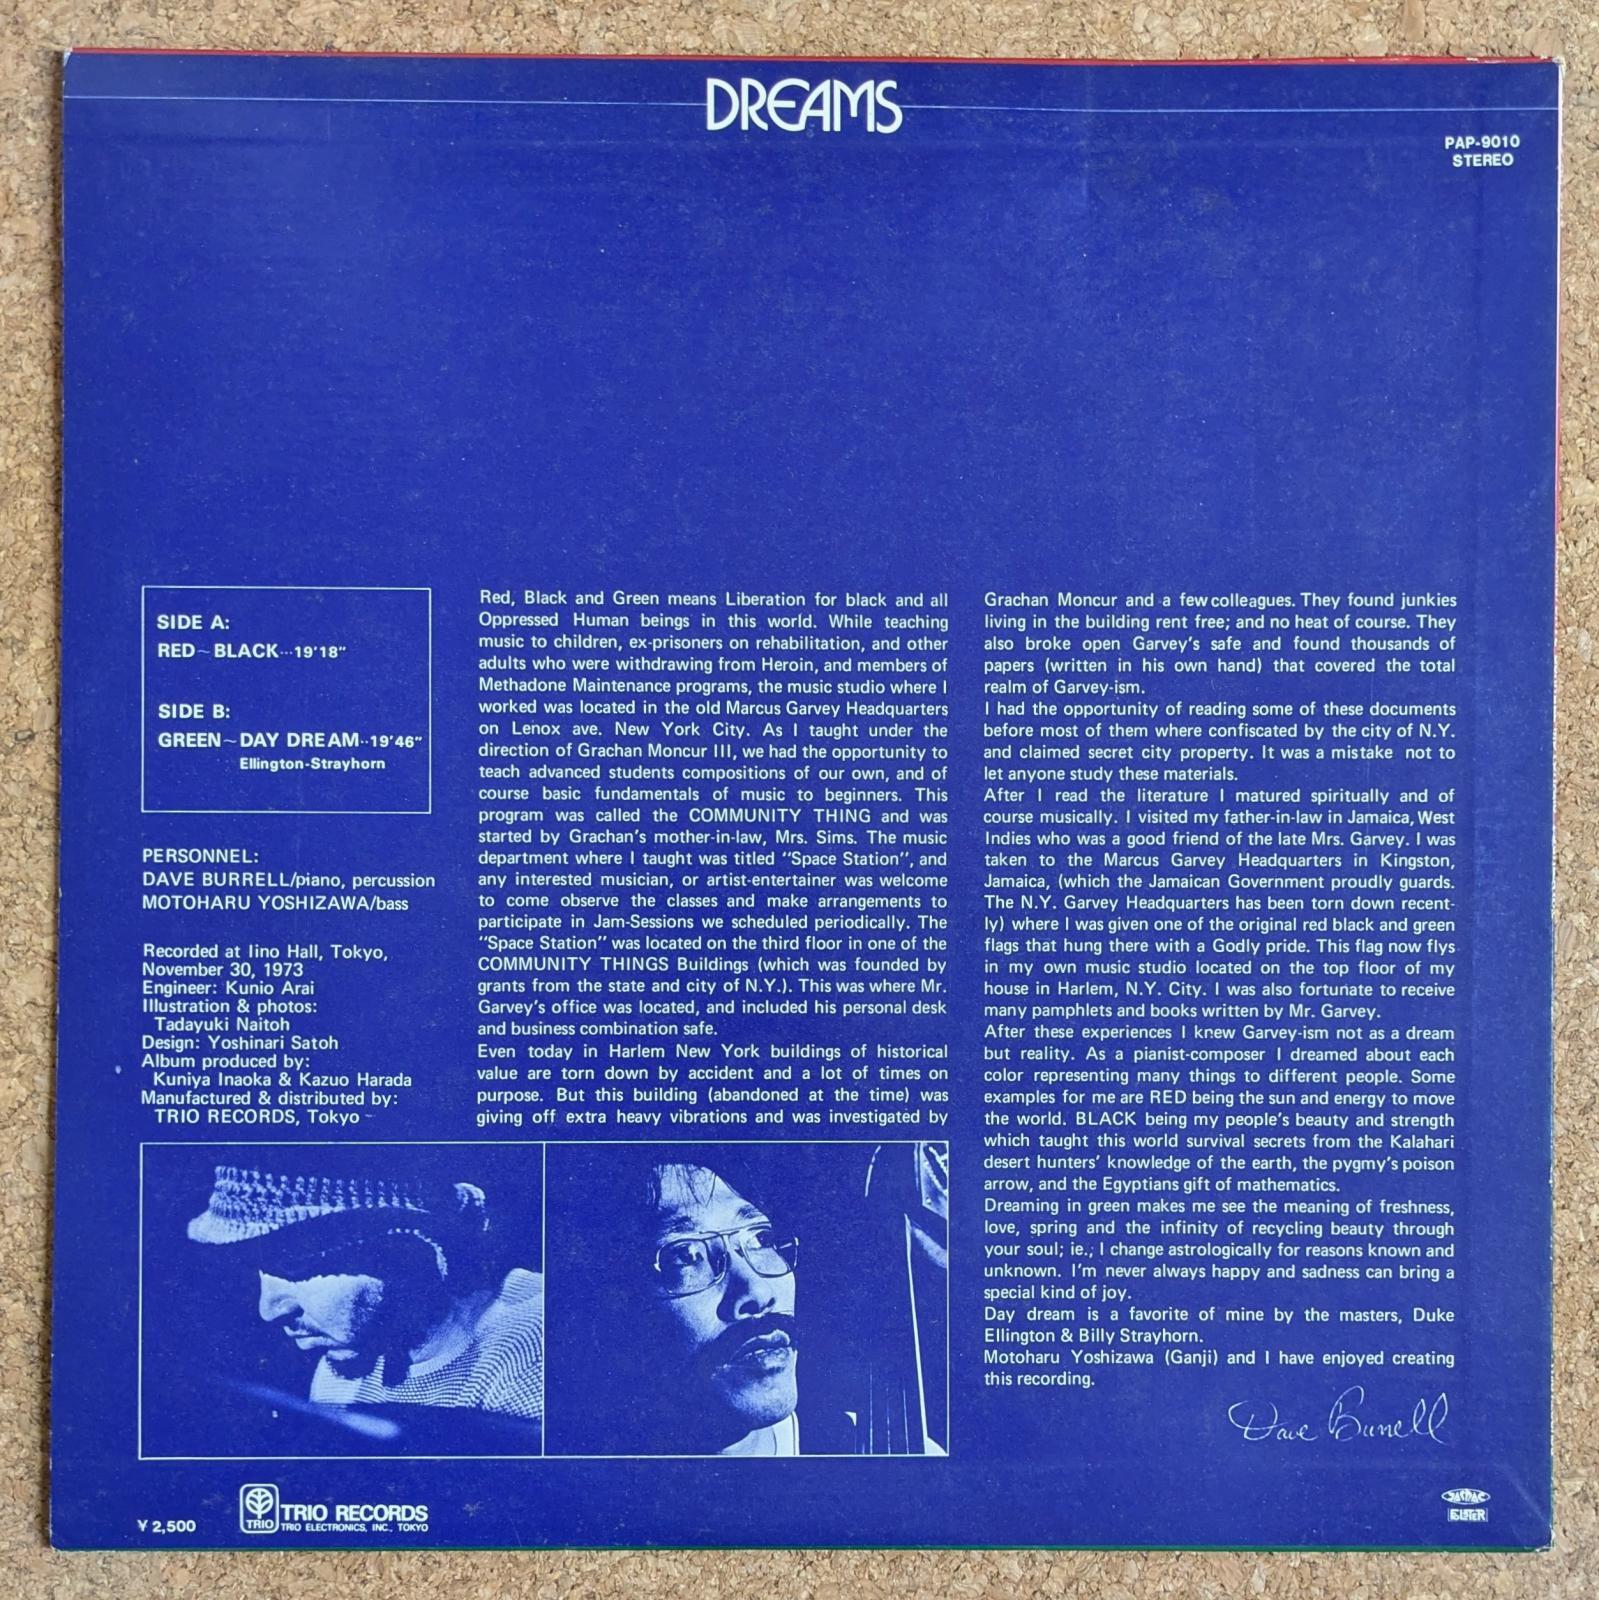 DREAMS
PAP-9010
STEREO
SIDE A:
RED~BLACK···19'18"
SIDE B:
GREEN~DAY DREAM··19'46"
Ellington-Strayhorn
PERSONNEL:
DAVE BURRELL/piano, percussion
MOTOHARU YOSHIZAWA/bass
Recorded at Iino Hall, Tokyo,
November 30, 1973
Engineer: Kunio Arai
Illustration & photos:
Tadayuki Naitoh
Design: Yoshinari Satoh
Album produced by:
Kuniya Inaoka & Kazuo Harada
Manufactured & distributed by:
TRIO RECORDS, Tokyo
Red, Black and Green means Liberation for black and all
Oppressed Human beings in this world. While teaching
music to children, ex-prisoners on rehabilitation, and other
adults who were withdrawing from Heroin, and members of
Methadone Maintenance programs, the music studio where I
worked was located in the old Marcus Garvey Headquarters
on Lenox ave. New York City. As I taught under the
direction of Grachan Moncur III, we had the opportunity to
teach advanced students compositions of our own, and of
course basic fundamentals of music to beginners. This
program was called the COMMUNITY THING and was
started by Grachan's mother-in-law, Mrs. Sims. The music
department where I taught was titled "Space Station", and
any interested musician, or artist-entertainer was welcome
to come observe the classes and make arrangements to
participate in Jam-Sessions we scheduled periodically. The
"Space Station" was located on the third floor in one of the
COMMUNITY THINGS Buildings (which was founded by
grants from the state and city of N.Y.). This was where Mr.
Garvey's office was located, and included his personal desk
and business combination safe.
Even today in Harlem New York buildings of historical
value are torn down by accident and a lot of times on
purpose. But this building (abandoned at the time) was
giving off extra heavy vibrations and was investigated by
Grachan Moncur and a few colleagues. They found junkies
living in the building rent free; and no heat of course. They
also broke open Garvey's safe and found thousands of
papers (written in his own hand) that covered the total
realm of Garvey-ism.
I had the opportunity of reading some of these documents
before most of them where confiscated by the city of N.Y.
and claimed secret city property. It was a mistake not to
let anyone study these materials.
After I read the literature I matured spiritually and of
course musically. I visited my father-in-law in Jamaica, West
Indies who was a good friend of the late Mrs. Garvey. I was
taken to the Marcus Garvey Headquarters in Kingston,
Jamaica, (which the Jamaican Government proudly guards.
The N.Y. Garvey Headquarters has been torn down recent-
ly) where I was given one of the original red black and green
flags that hung there with a Godly pride. This flag now flys
in my own music studio located on the top floor of my
house in Harlem, N.Y. City. I was also fortunate to receive
many pamphlets and books written by Mr. Garvey.
After these experiences I knew Garvey-ism not as a dream
but reality. As a pianist-composer I dreamed about each
color representing many things to different people. Some
examples for me are RED being the sun and energy to move
the world. BLACK being my people's beauty and strength
which taught this world survival secrets from the Kalahari
desert hunters' knowledge of the earth, the pygmy's poison
arrow, and the Egyptians gift of mathematics.
Dreaming in green makes me see the meaning of freshness,
love, spring and the infinity of recycling beauty through
your soul; ie.; I change astrologically for reasons known and
unknown. I'm never always happy and sadness can bring a
special kind of joy.
Day dream is a favorite of mine by the masters, Duke
Ellington & Billy Strayhorn.
Motoharu Yoshizawa (Ganji) and I have enjoyed creating
this recording.
Dave Burrell
¥ 2,500
TRIO
TRIO RECORDS
TRIO ELECTRONICS, INC., TOKYO
JASRAC